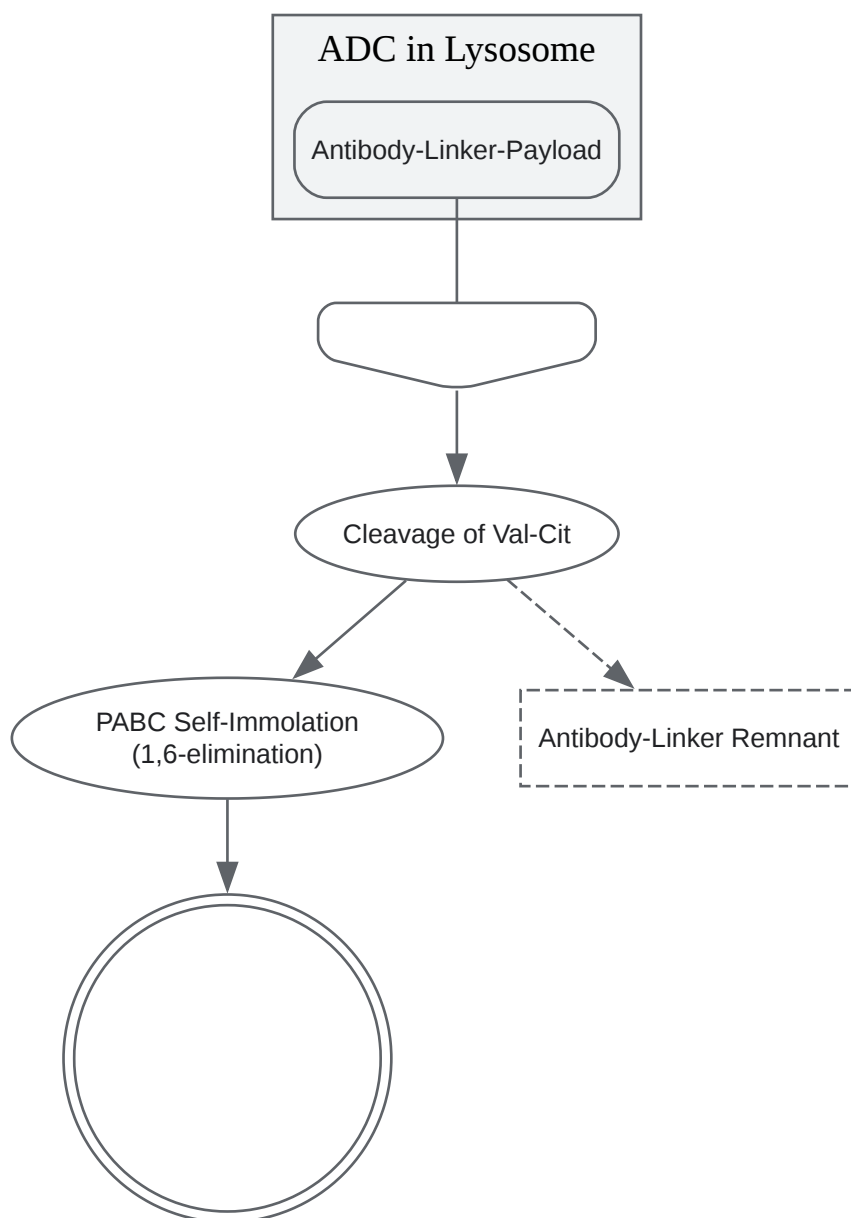 ADC in Lysosome
Antibody-Linker-Payload
Cleavage of Val-Cit
PABC Self-Immolation
(1,6-elimination)
Antibody-Linker Remnant